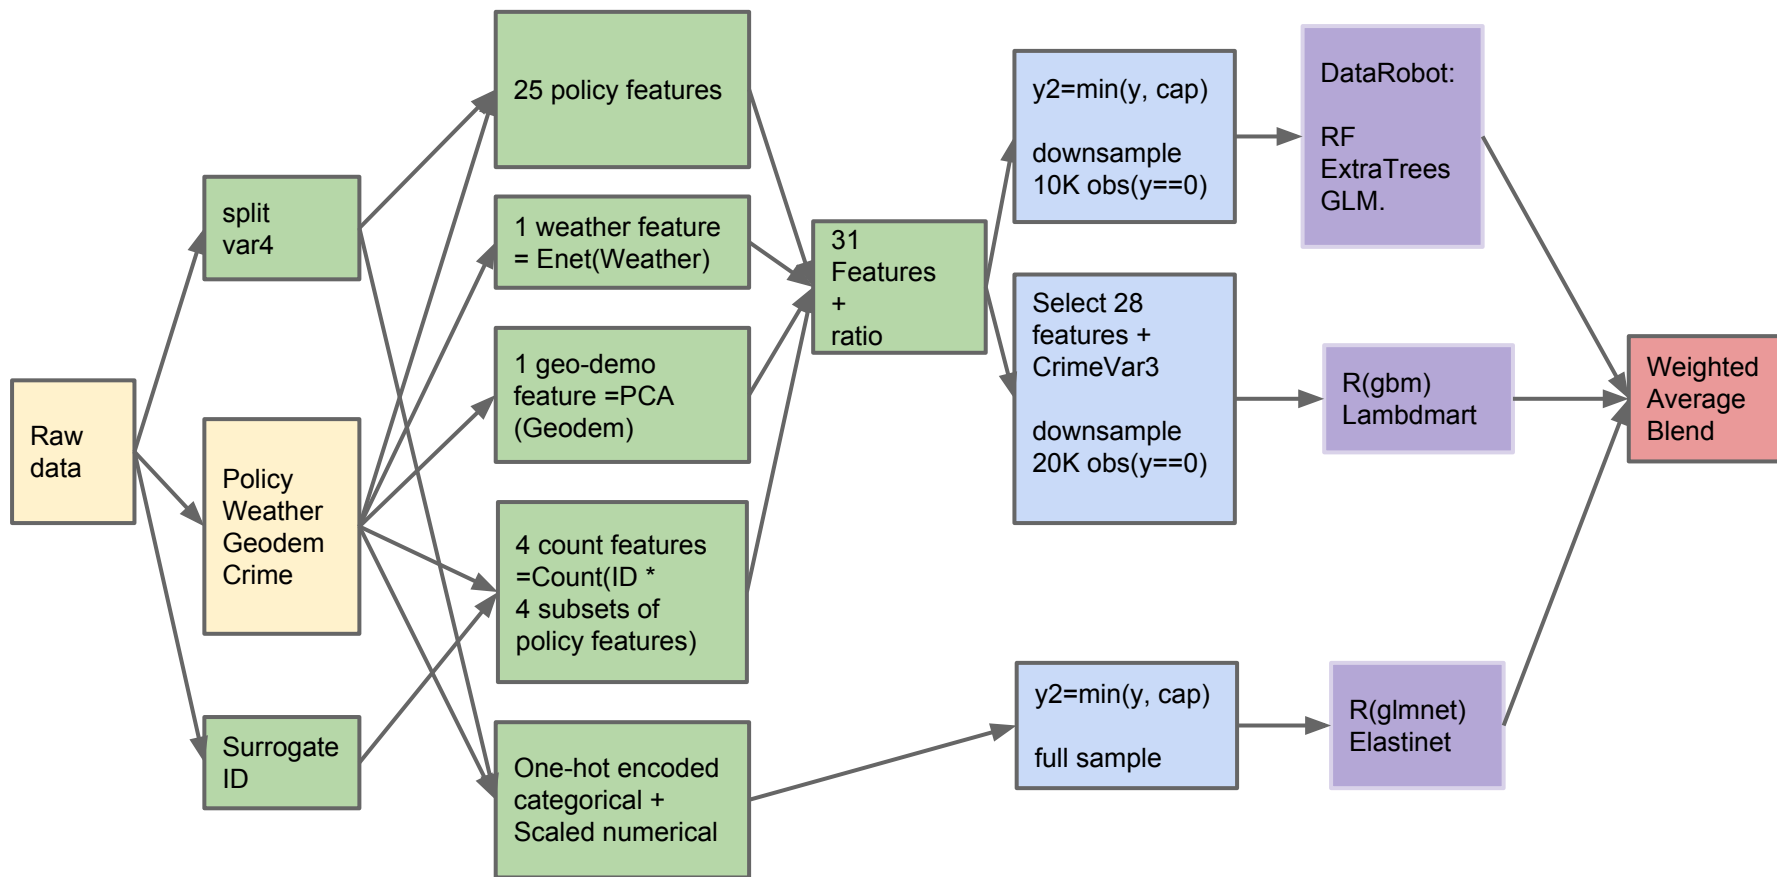 Raw
data
split
var4
Policy
Weather
Geodem
Crime
Surrogate
ID
25 policy features
1 weather feature
= Enet(Weather)
1 geo-demo
feature =PCA
(Geodem)
4 count features
=Count(ID *
4 subsets of
policy features)
One-hot encoded
categorical +
Scaled numerical
31
Features
+
ratio
y2=min(y, cap)
downsample
10K obs(y==0)
Select 28
features +
CrimeVar3
downsample
20K obs(y==0)
y2=min(y, cap)
full sample
DataRobot:
RF
ExtraTrees
GLM.
R(gbm)
Lambdmart
R(glmnet)
Elastinet
Weighted
Average
Blend